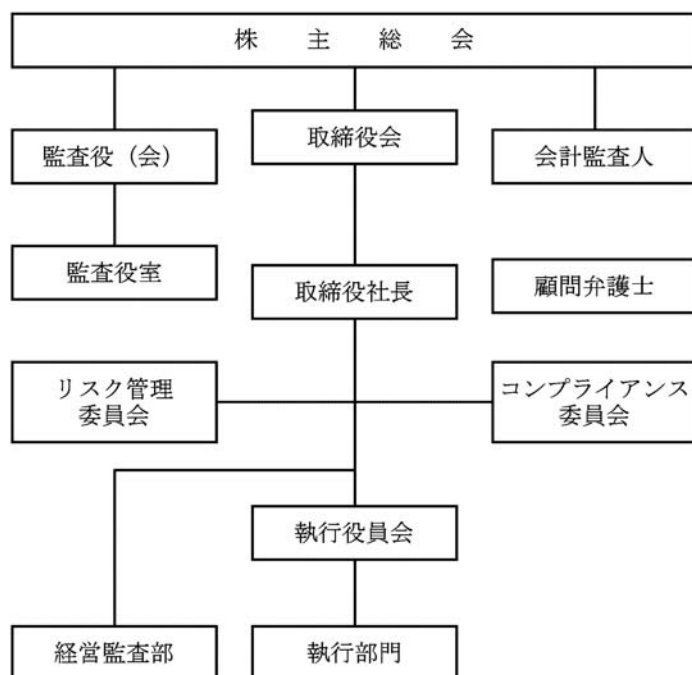 株主総会
監査役（会）
取締役会
会計監査人
監査役室
取締役社長
顧問弁護士
リスク管理
委員会
コンプライアンス
委員会
執行役員会
経営監査部
執行部門